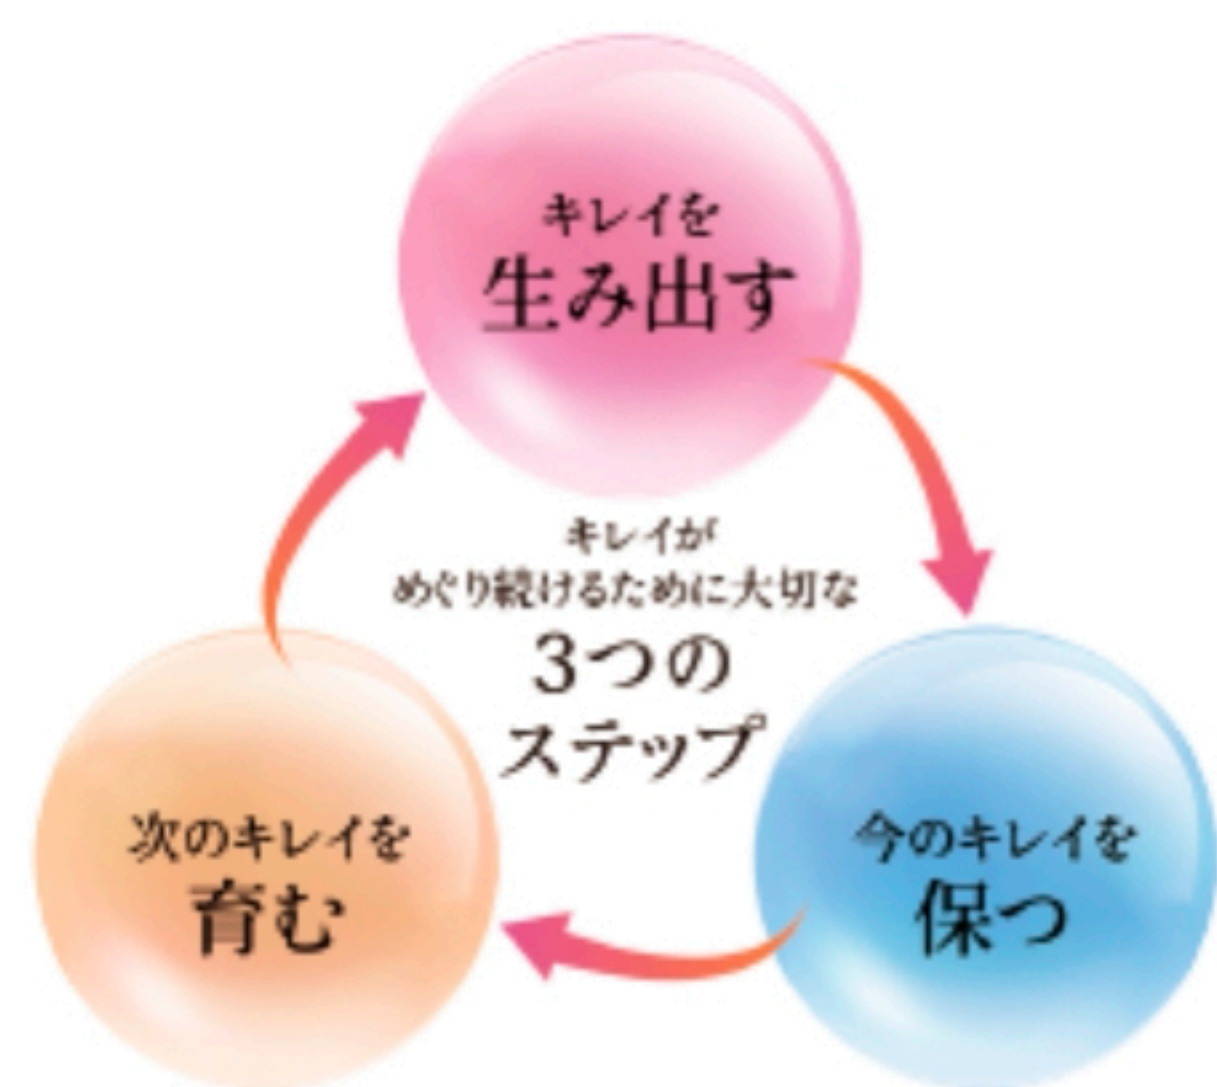 キレイを
生み出す
キレイが
めぐり続けるために大切な
3つの
ステップ
次のキレイを
育む
今のキレイを
保つ